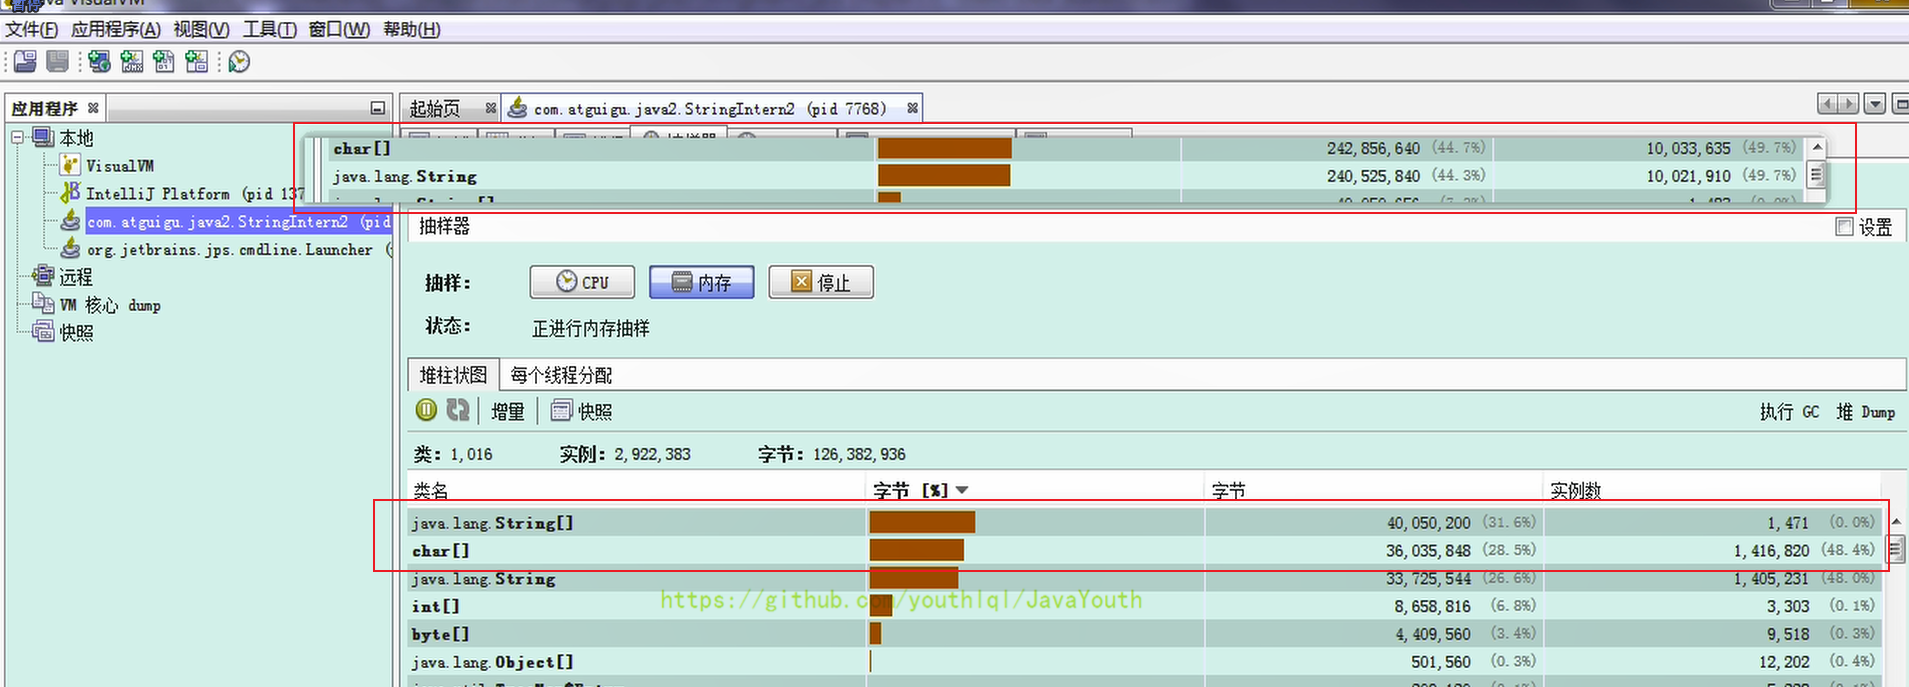 暂停 Java VisualVM
文件(F) 应用程序(A) 视图(V) 工具(T) 窗口(W) 帮助(H)
应用程序
起始页 com.atguigu.java2.StringIntern2 (pid 7768)
本地
VisualVM
IntelliJ Platform (pid 137
com.atguigu.java2.StringIntern2 (pid
org.jetbrains.jps.cmdline.Launcher (
远程
VM 核心 dump
快照
char[] 242,856,640 (44.7%) 10,033,635 (49.7%)
java.lang.String 240,525,840 (44.3%) 10,021,910 (49.7%)
抽样器 设置
抽样: CPU 内存 停止
状态: 正进行内存抽样
堆柱状图 每个线程分配
增量 快照 执行 GC 堆 Dump
类: 1,016 实例: 2,922,383 字节: 126,382,936
类名 字节 [%] 字节 实例数
java.lang.String[] 40,050,200 (31.6%) 1,471 (0.0%)
char[] 36,035,848 (28.5%) 1,416,820 (48.4%)
java.lang.String 33,725,544 (26.6%) 1,405,231 (48.0%)
https://github.com/youthlql/JavaYouth
int[] 8,658,816 (6.8%) 3,303 (0.1%)
byte[] 4,409,560 (3.4%) 9,518 (0.3%)
java.lang.Object[] 501,560 (0.3%) 12,202 (0.4%)